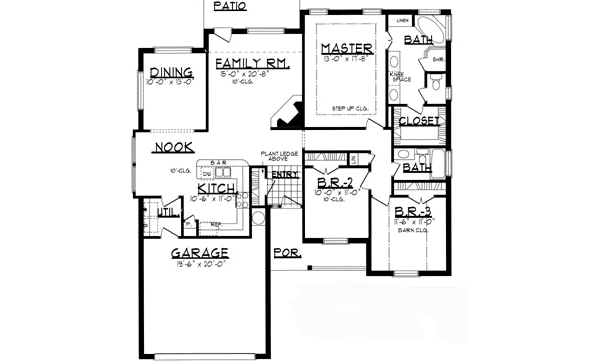 PATIO
LINEN
BATH
SHR.
FAMILY RM.
15'-0" x 20'-8"
10' CLG.
MASTER
13'-0" x 17'-8"
KNEE SPACE
STEP UP CLG.
DINING
10'-0" x 13'-0"
CLOSET
NOOK
10' CLG.
PLANT LEDGE
ABOVE
LIN
BATH
BAR
DW
ENTRY
KITCH.
10'-6" x 11'-0"
B.R.-2
10'-0" x 11'-0"
10' CLG.
B.R.-3
11'-6" x 11'-0"
BARN CLG.
UTIL.
P.
REF.
GARAGE
19'-6" x 20'-0"
POR.